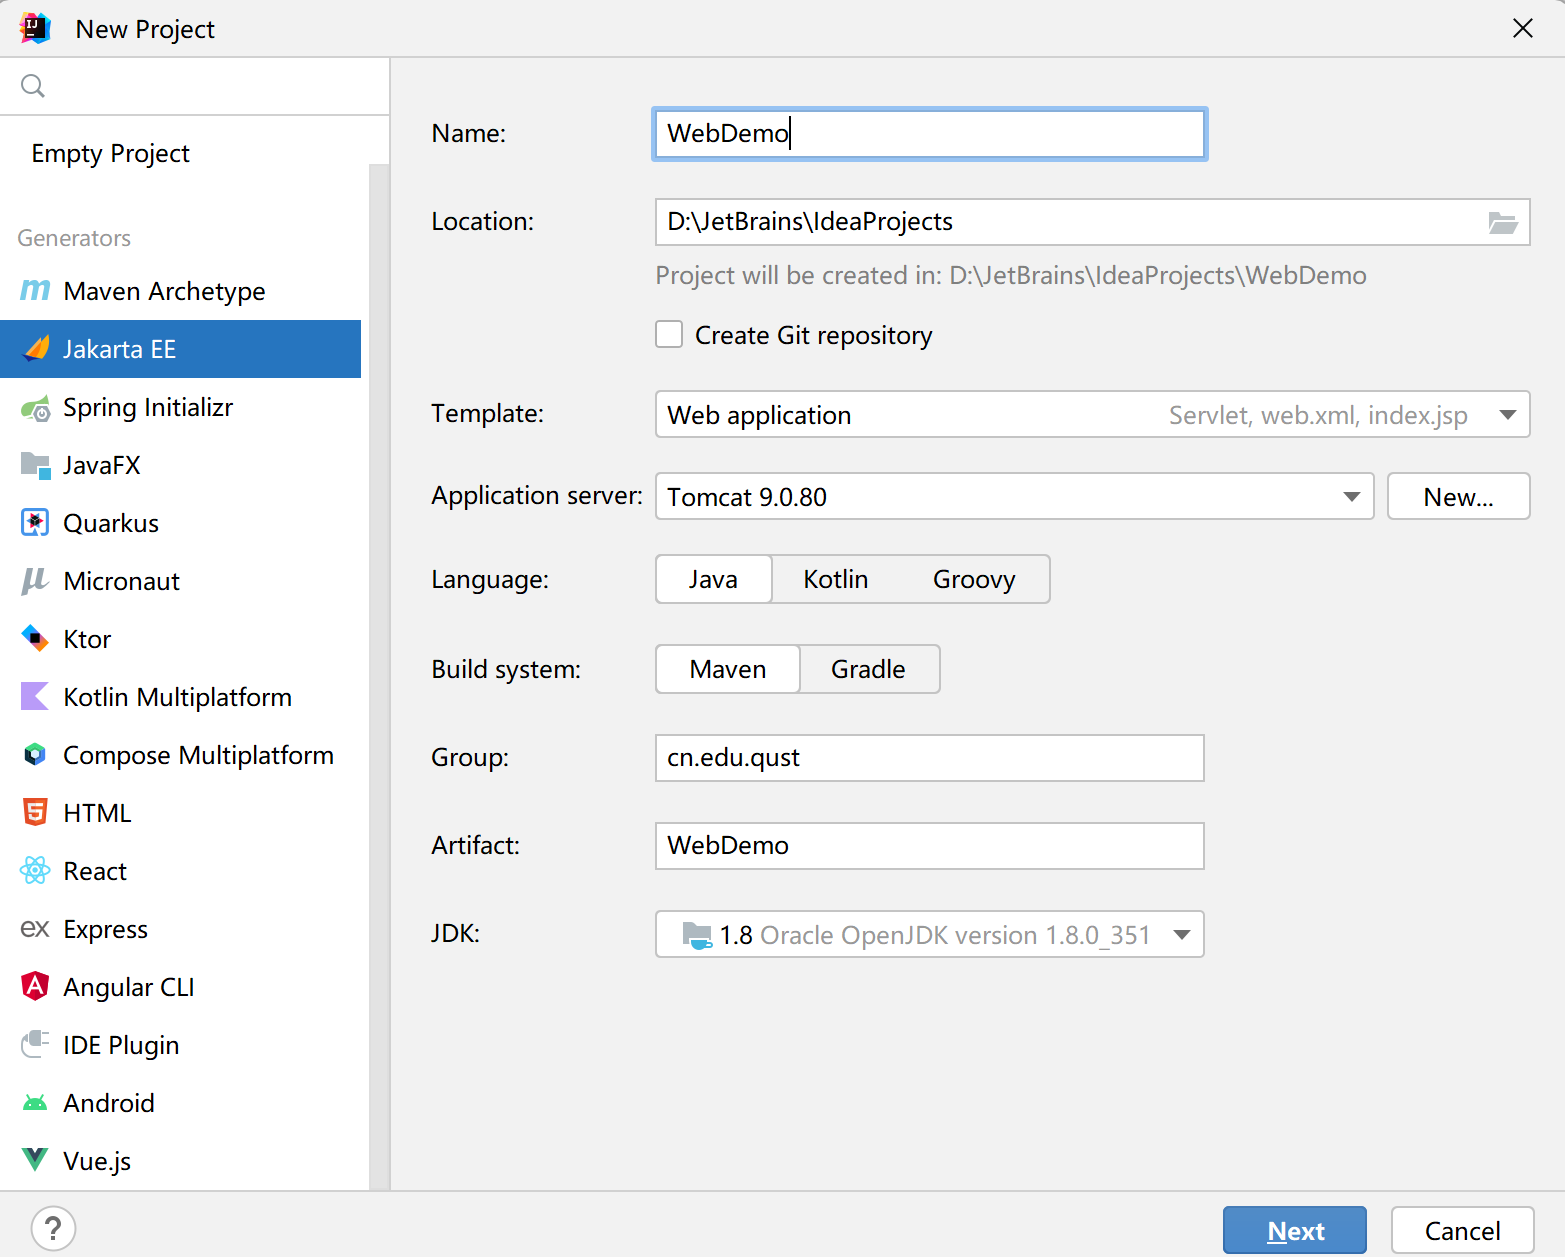 New Project
Empty Project
Generators
Maven Archetype
Jakarta EE
Spring Initializr
JavaFX
Quarkus
Micronaut
Ktor
Kotlin Multiplatform
Compose Multiplatform
HTML
React
ex Express
Angular CLI
IDE Plugin
Android
Vue.js
Name: WebDemo
Location: D:\JetBrains\IdeaProjects
Project will be created in: D:\JetBrains\IdeaProjects\WebDemo
Create Git repository
Template: Web application Servlet, web.xml, index.jsp
Application server: Tomcat 9.0.80 New...
Language: Java Kotlin Groovy
Build system: Maven Gradle
Group: cn.edu.qust
Artifact: WebDemo
JDK: 1.8 Oracle OpenJDK version 1.8.0_351
? Next Cancel